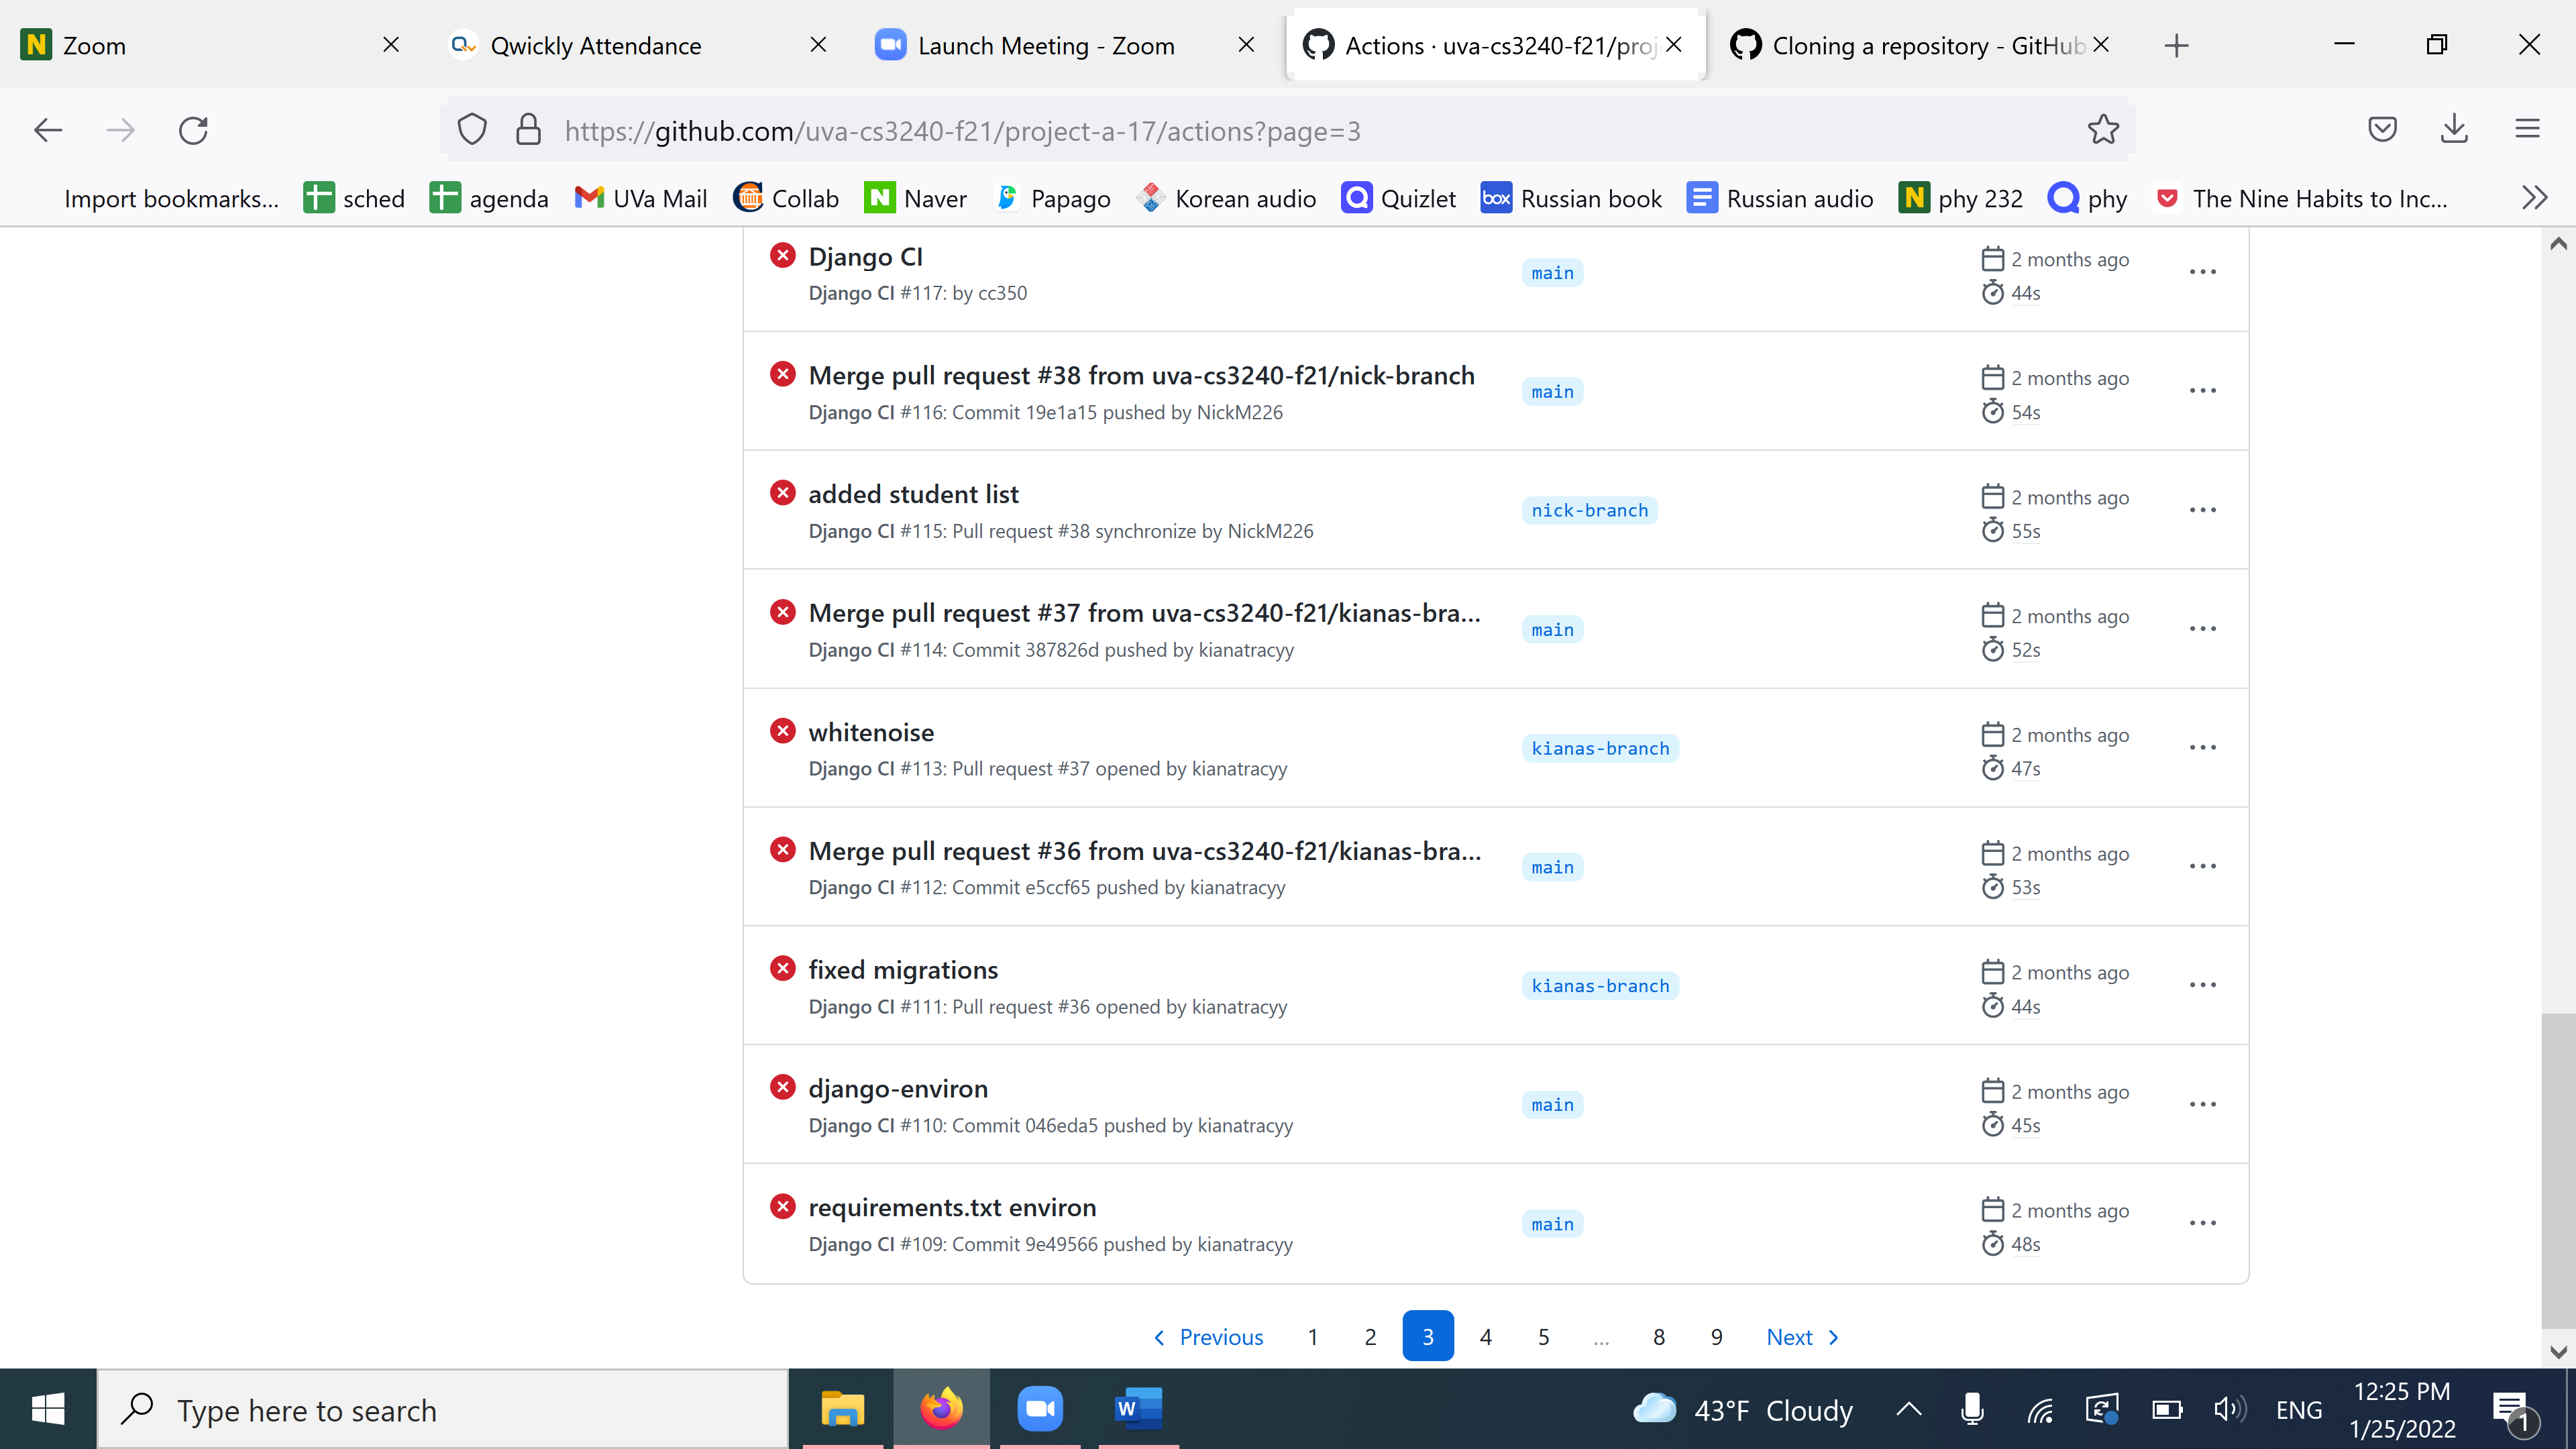 Zoom
Qwickly Attendance
Launch Meeting - Zoom
Actions · uva-cs3240-f21/proj
Cloning a repository - GitHub
https://github.com/uva-cs3240-f21/project-a-17/actions?page=3
Import bookmarks...
sched
agenda
UVa Mail
Collab
Naver
Papago
Korean audio
Quizlet
Russian book
Russian audio
phy 232
phy
The Nine Habits to Inc...
Django CI
main
2 months ago
Django CI #117: by cc350
44s
Merge pull request #38 from uva-cs3240-f21/nick-branch
main
2 months ago
Django CI #116: Commit 19e1a15 pushed by NickM226
54s
added student list
nick-branch
2 months ago
Django CI #115: Pull request #38 synchronize by NickM226
55s
Merge pull request #37 from uva-cs3240-f21/kianas-bra...
main
2 months ago
Django CI #114: Commit 387826d pushed by kianatracyy
52s
whitenoise
kianas-branch
2 months ago
Django CI #113: Pull request #37 opened by kianatracyy
47s
Merge pull request #36 from uva-cs3240-f21/kianas-bra...
main
2 months ago
Django CI #112: Commit e5ccf65 pushed by kianatracyy
53s
fixed migrations
kianas-branch
2 months ago
Django CI #111: Pull request #36 opened by kianatracyy
44s
django-environ
main
2 months ago
Django CI #110: Commit 046eda5 pushed by kianatracyy
45s
requirements.txt environ
main
2 months ago
Django CI #109: Commit 9e49566 pushed by kianatracyy
48s
Previous 1 2 3 4 5 ... 8 9 Next
Type here to search
box
W
43°F Cloudy
ENG
12:25 PM
1/25/2022
1